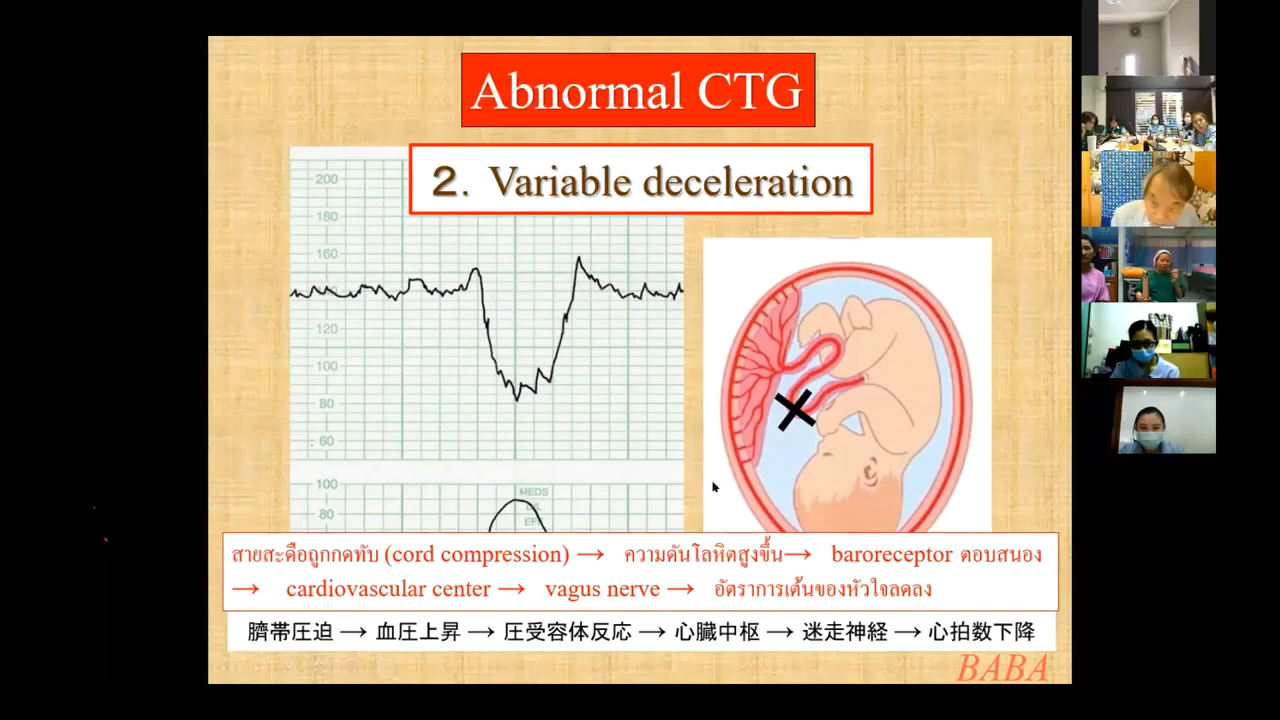 Abnormal CTG
2. Variable deceleration
200
180
160
120
100
80
60
100
80
MEDS
สายสะดือถูกกดทับ (cord compression) → ความดันโลหิตสูงขึ้น→ baroreceptor ตอบสนอง
→ cardiovascular center → vagus nerve → อัตราการเต้นของหัวใจลดลง
臍帯圧迫 → 血圧上昇 → 圧受容体反応 → 心臓中枢 → 迷走神経 → 心拍数下降
BABA